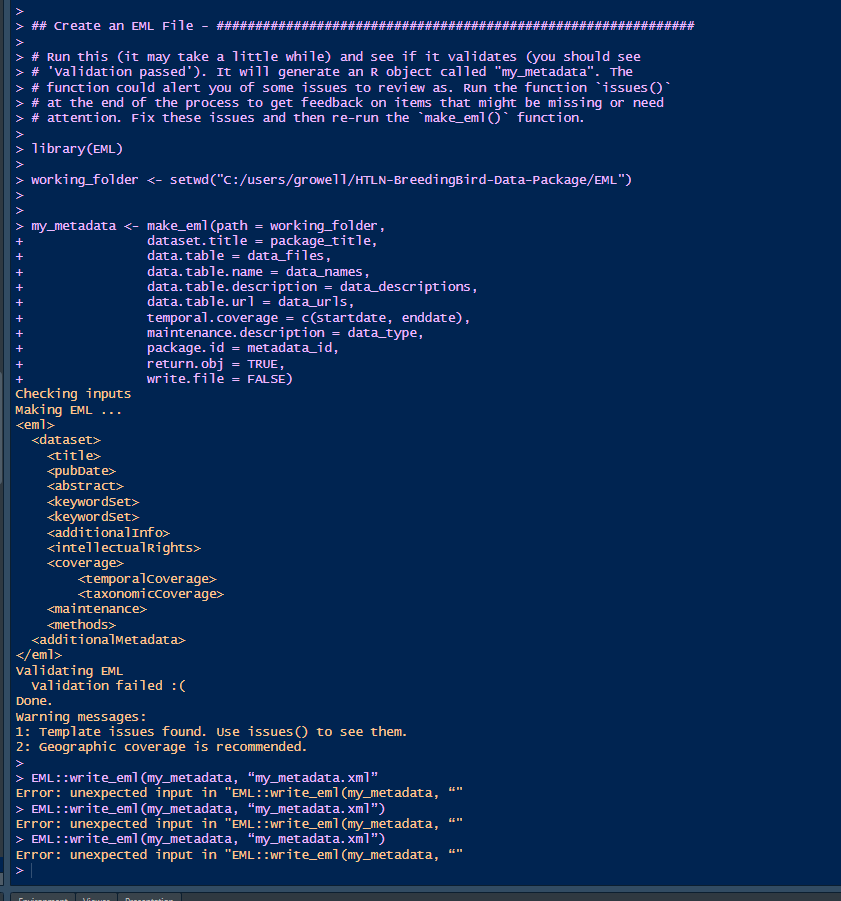 >
> ## Create an EML File - ##############################################################
>
> # Run this (it may take a little while) and see if it validates (you should see
> # 'Validation passed'). It will generate an R object called "my_metadata". The
> # function could alert you of some issues to review as. Run the function `issues()`
> # at the end of the process to get feedback on items that might be missing or need
> # attention. Fix these issues and then re-run the `make_eml()` function.
>
> library(EML)
>
> working_folder <- setwd("C:/users/growell/HTLN-BreedingBird-Data-Package/EML")
>
>
> my_metadata <- make_eml(path = working_folder,
+                dataset.title = package_title,
+                data.table = data_files,
+                data.table.name = data_names,
+                data.table.description = data_descriptions,
+                data.table.url = data_urls,
+                temporal.coverage = c(startdate, enddate),
+                maintenance.description = data_type,
+                package.id = metadata_id,
+                return.obj = TRUE,
+                write.file = FALSE)
Checking inputs
Making EML ...
<eml>
  <dataset>
    <title>
    <pubDate>
    <abstract>
    <keywordSet>
    <keywordSet>
    <additionalInfo>
    <intellectualRights>
    <coverage>
        <temporalCoverage>
        <taxonomicCoverage>
    <maintenance>
    <methods>
  <additionalMetadata>
</eml>
Validating EML
  Validation failed :(
Done.
Warning messages:
1: Template issues found. Use issues() to see them.
2: Geographic coverage is recommended.
>
> EML::write_eml(my_metadata, “my_metadata.xml”
Error: unexpected input in "EML::write_eml(my_metadata, “"
> EML::write_eml(my_metadata, “my_metadata.xml”)
Error: unexpected input in "EML::write_eml(my_metadata, “"
> EML::write_eml(my_metadata, “my_metadata.xml”)
Error: unexpected input in "EML::write_eml(my_metadata, “"
>
Environment Viewer Presentation